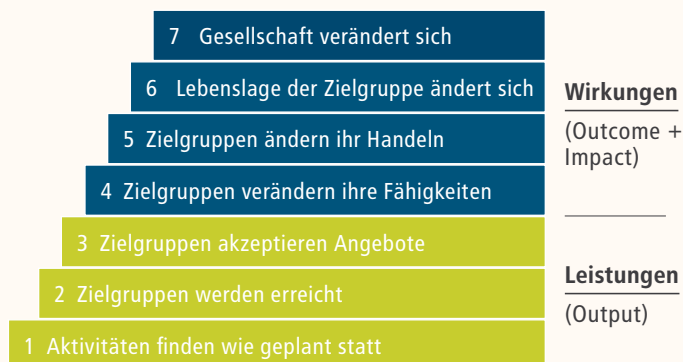 7 Gesellschaft verändert sich
6 Lebenslage der Zielgruppe ändert sich
5 Zielgruppen ändern ihr Handeln
4 Zielgruppen verändern ihre Fähigkeiten
3 Zielgruppen akzeptieren Angebote
2 Zielgruppen werden erreicht
1 Aktivitäten finden wie geplant statt
Wirkungen
(Outcome +
Impact)
Leistungen
(Output)